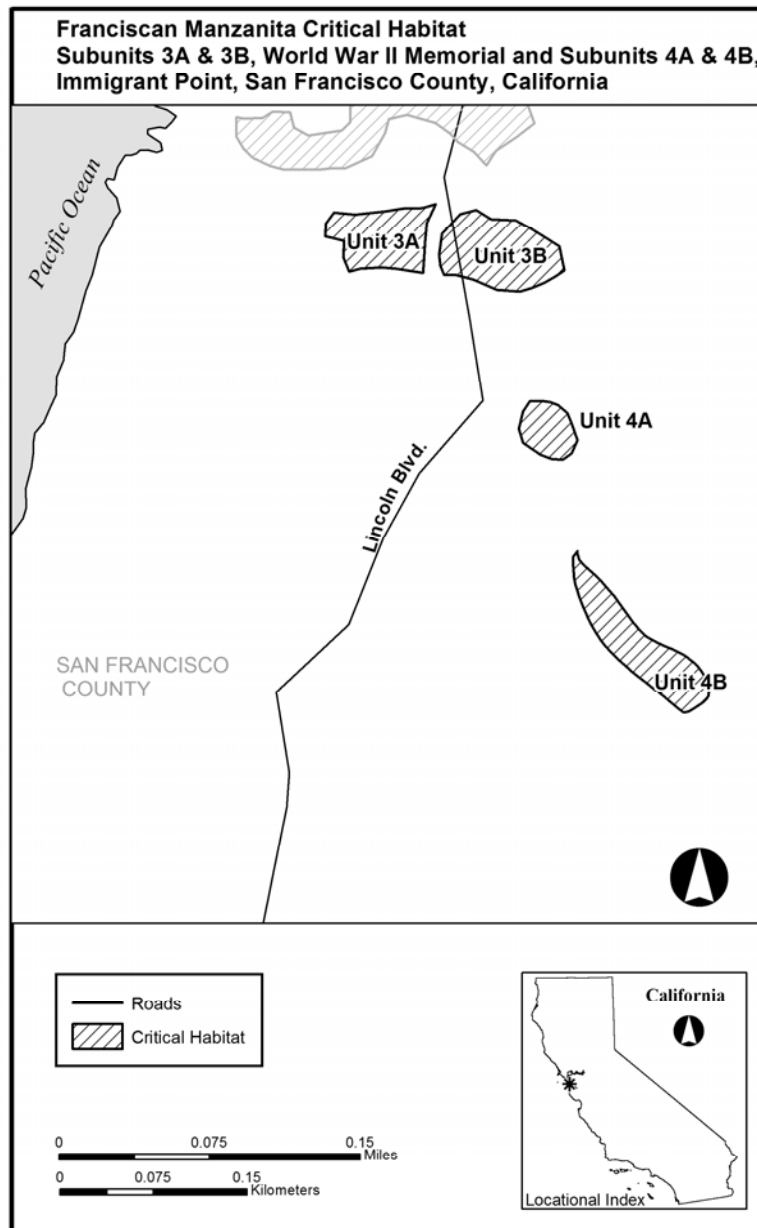 Franciscan Manzanita Critical Habitat
Subunits 3A & 3B, World War II Memorial and Subunits 4A & 4B,
Immigrant Point, San Francisco County, California
Pacific Ocean
Unit 3A
Unit 3B
Unit 4A
Lincoln Blvd.
SAN FRANCISCO
COUNTY
Unit 4B
Roads
Critical Habitat
California
0 0.075 0.15
Miles
0 0.075 0.15
Kilometers
Locational Index